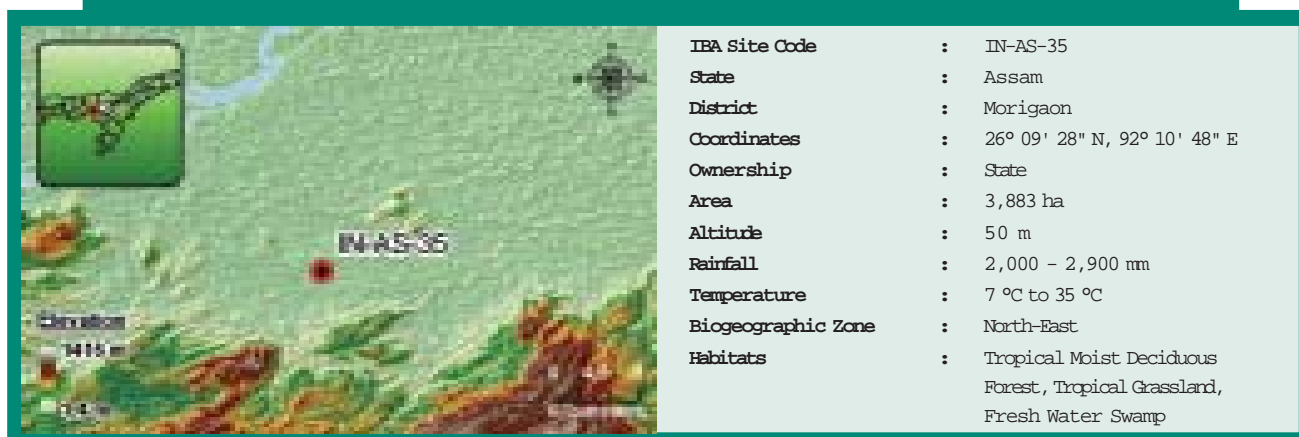 IBA Site Code : IN-AS-35
State : Assam
District : Morigaon
Coordinates : 26° 09' 28" N, 92° 10' 48" E
Ownership : State
Area : 3,883 ha
Altitude : 50 m
Rainfall : 2,000 - 2,900 mm
Temperature : 7 °C to 35 °C
Biogeographic Zone : North-East
Habitats : Tropical Moist Deciduous
Forest, Tropical Grassland,
Fresh Water Swamp
IN-AS-35
Elevation